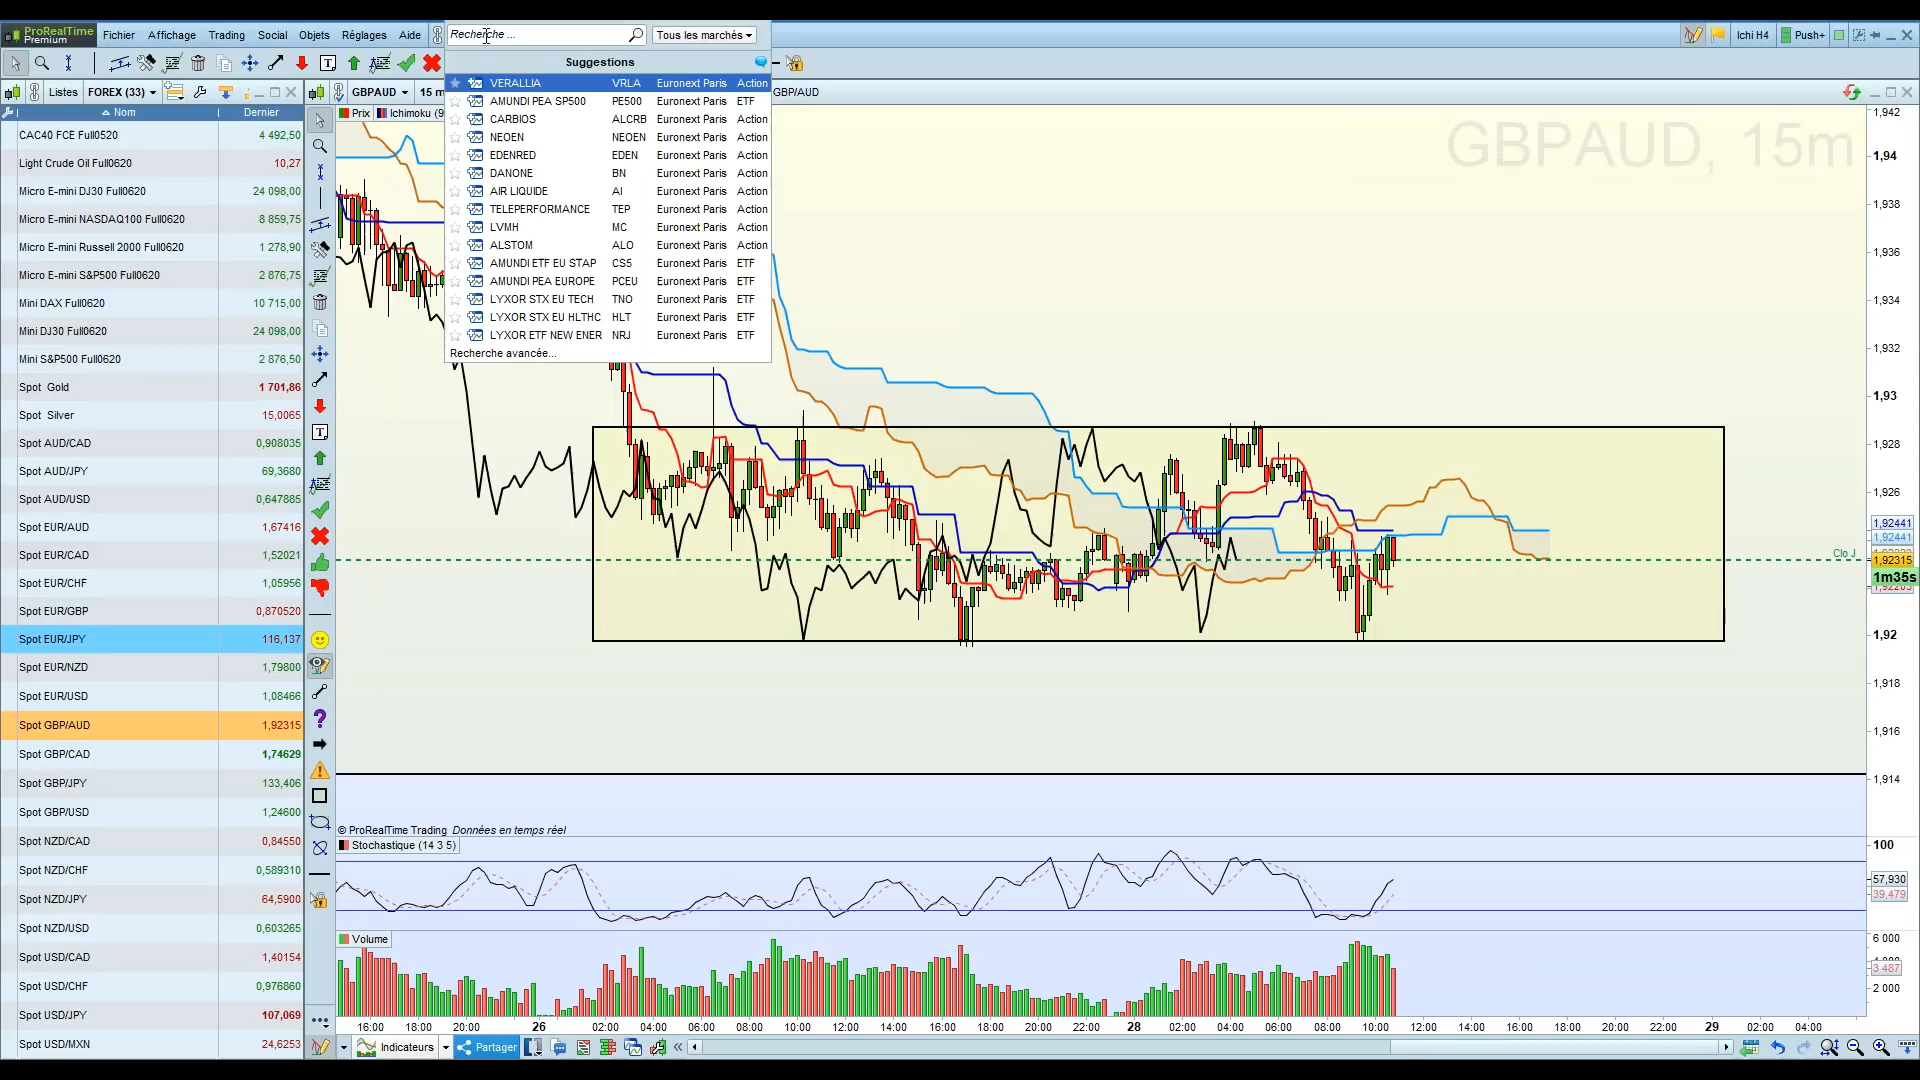 ProRealTime
Premium
Fichier Affichage Trading Social Objets Réglages Aide
Recherche ...
Tous les marchés
Ichi H4
Push+
Suggestions
VERALLIA VRLA Euronext Paris Action
AMUNDI PEA SP500 PE500 Euronext Paris ETF
CARBIOS ALCRB Euronext Paris Action
NEOEN NEOEN Euronext Paris Action
EDENRED EDEN Euronext Paris Action
DANONE BN Euronext Paris Action
AIR LIQUIDE AI Euronext Paris Action
TELEPERFORMANCE TEP Euronext Paris Action
LVMH MC Euronext Paris Action
ALSTOM ALO Euronext Paris Action
AMUNDI ETF EU STAP CS5 Euronext Paris ETF
AMUNDI PEA EUROPE PCEU Euronext Paris ETF
LYXOR STX EU TECH TNO Euronext Paris ETF
LYXOR STX EU HLTHC HLT Euronext Paris ETF
LYXOR ETF NEW ENER NRJ Euronext Paris ETF
Recherche avancée...
Listes FOREX (33)
Nom Dernier
CAC40 FCE Full0520 4 492,50
Light Crude Oil Full0620 10,27
Micro E-mini DJ30 Full0620 24 098,00
Micro E-mini NASDAQ100 Full0620 8 859,75
Micro E-mini Russell 2000 Full0620 1 278,90
Micro E-mini S&P500 Full0620 2 876,75
Mini DAX Full0620 10 715,00
Mini DJ30 Full0620 24 098,00
Mini S&P500 Full0620 2 876,50
Spot Gold 1 701,86
Spot Silver 15,0065
Spot AUD/CAD 0,908035
Spot AUD/JPY 69,3680
Spot AUD/USD 0,647885
Spot EUR/AUD 1,67416
Spot EUR/CAD 1,52021
Spot EUR/CHF 1,05956
Spot EUR/GBP 0,870520
Spot EUR/JPY 116,137
Spot EUR/NZD 1,79800
Spot EUR/USD 1,08466
Spot GBP/AUD 1,92315
Spot GBP/CAD 1,74629
Spot GBP/JPY 133,406
Spot GBP/USD 1,24600
Spot NZD/CAD 0,84550
Spot NZD/CHF 0,589310
Spot NZD/JPY 64,5900
Spot NZD/USD 0,603265
Spot USD/CAD 1,40154
Spot USD/CHF 0,976860
Spot USD/JPY 107,069
Spot USD/MXN 24,6253
GBPAUD 15 m
GBP/AUD
Prix Ichimoku (9
GBPAUD, 15m
1,942
1,94
1,938
1,936
1,934
1,932
1,93
1,928
1,926
1,92441
1,92441
Clo J
1,92315
1m35s
1,92
1,918
1,916
1,914
© ProRealTime Trading Données en temps réel
Stochastique (14 3 5)
100
57,930
39,479
Volume
6 000
3 487
2 000
16:00 18:00 20:00 26 02:00 04:00 06:00 08:00 10:00 12:00 14:00 16:00 18:00 20:00 22:00 28 02:00 04:00 06:00 08:00 10:00 12:00 14:00 16:00 18:00 20:00 22:00 29 02:00 04:00
Indicateurs
Partager